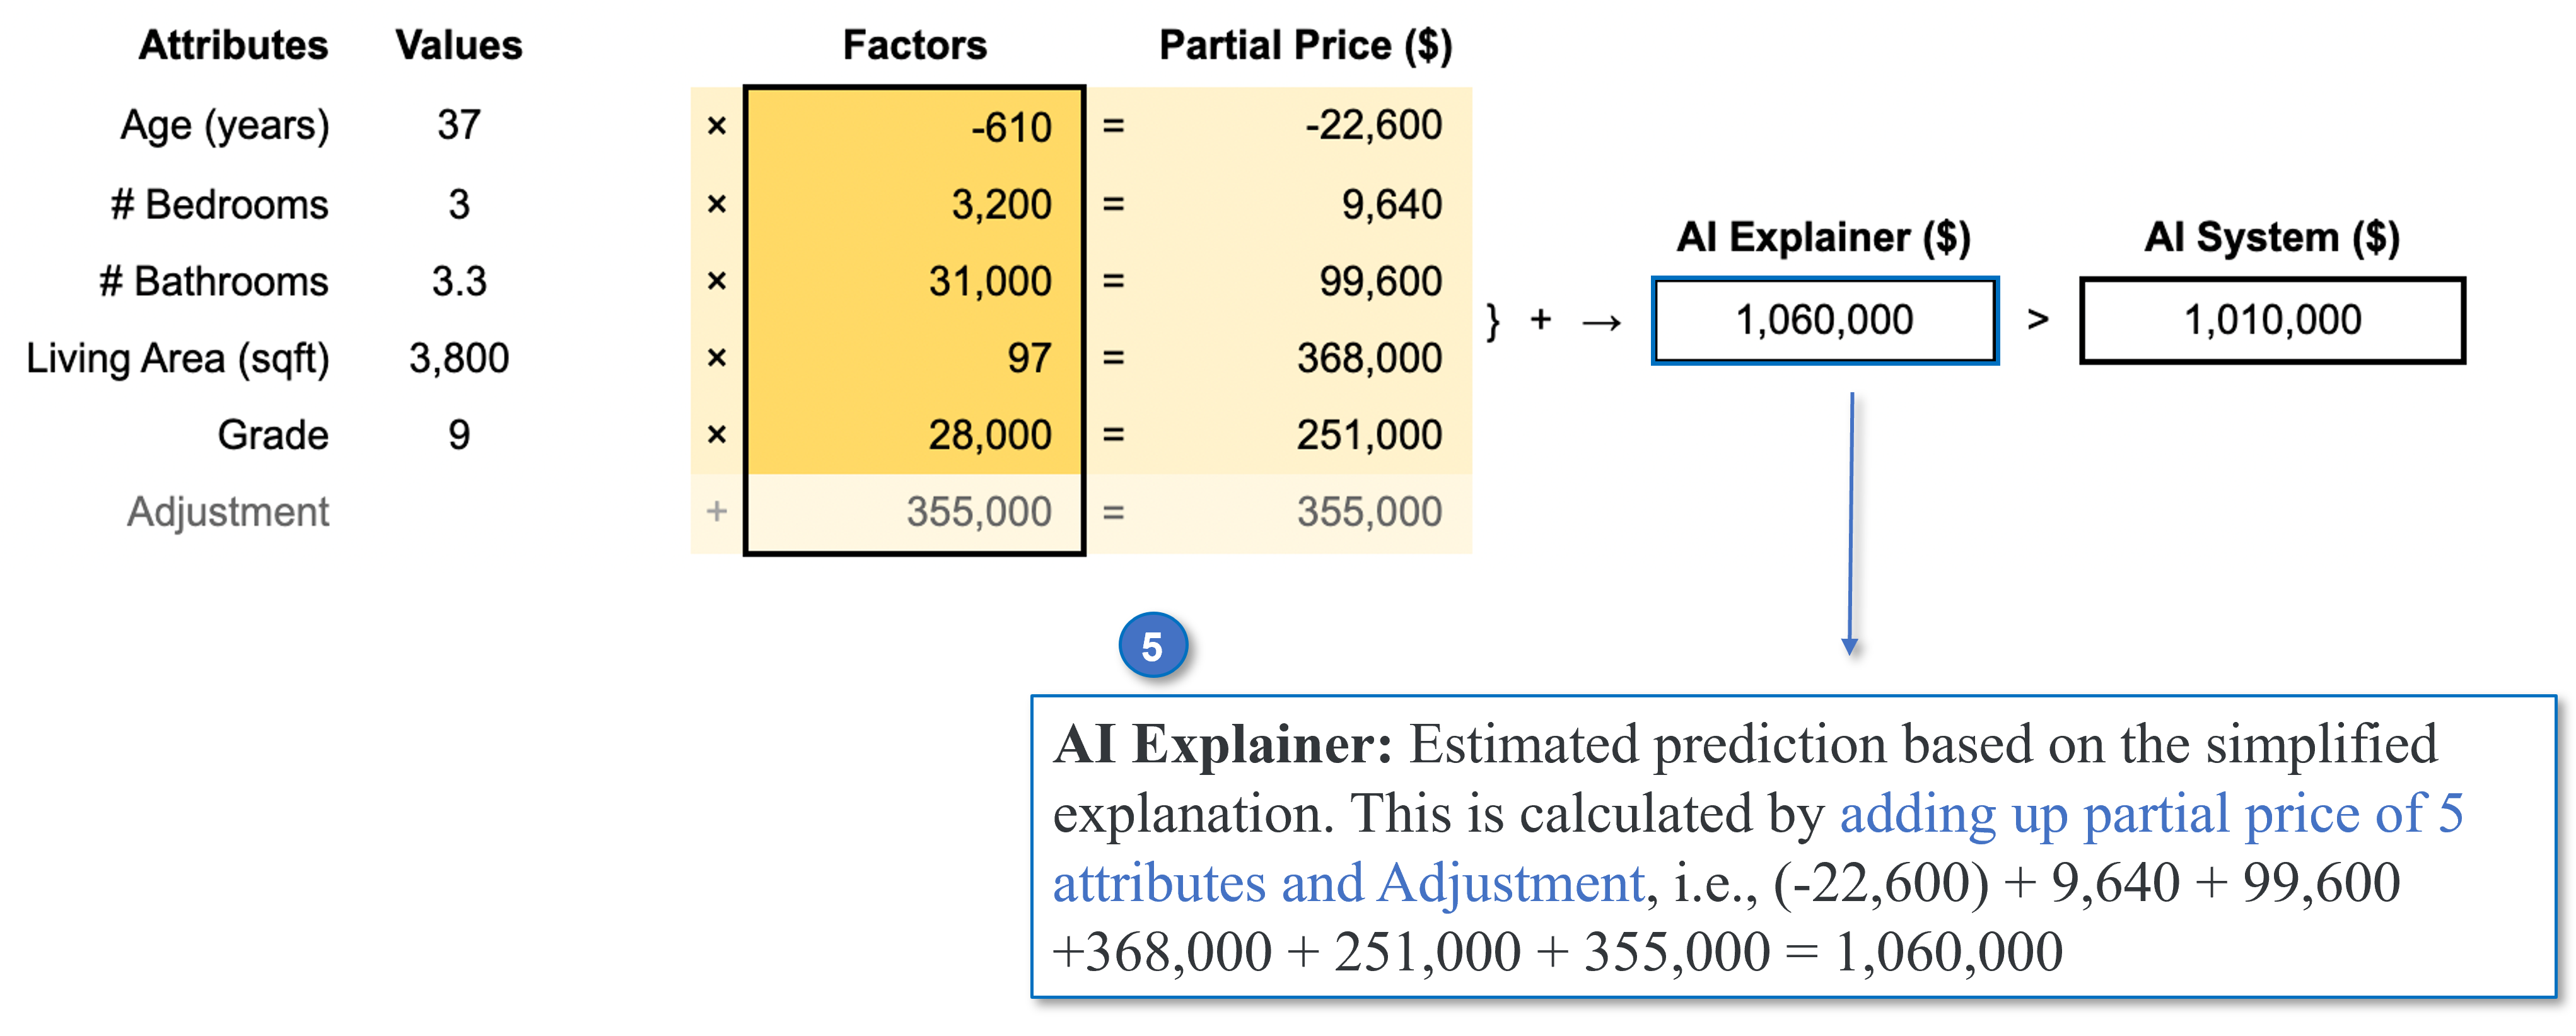 Attributes Values Factors Partial Price ($)
Age (years) 37 × -610 = -22,600
# Bedrooms 3 × 3,200 = 9,640
AI Explainer ($) AI System ($)
# Bathrooms 3.3 × 31,000 = 99,600
} + → 1,060,000 > 1,010,000
Living Area (sqft) 3,800 × 97 = 368,000
Grade 9 × 28,000 = 251,000
Adjustment + 355,000 = 355,000
5
AI Explainer: Estimated prediction based on the simplified
explanation. This is calculated by adding up partial price of 5
attributes and Adjustment, i.e., (-22,600) + 9,640 + 99,600
+368,000 + 251,000 + 355,000 = 1,060,000